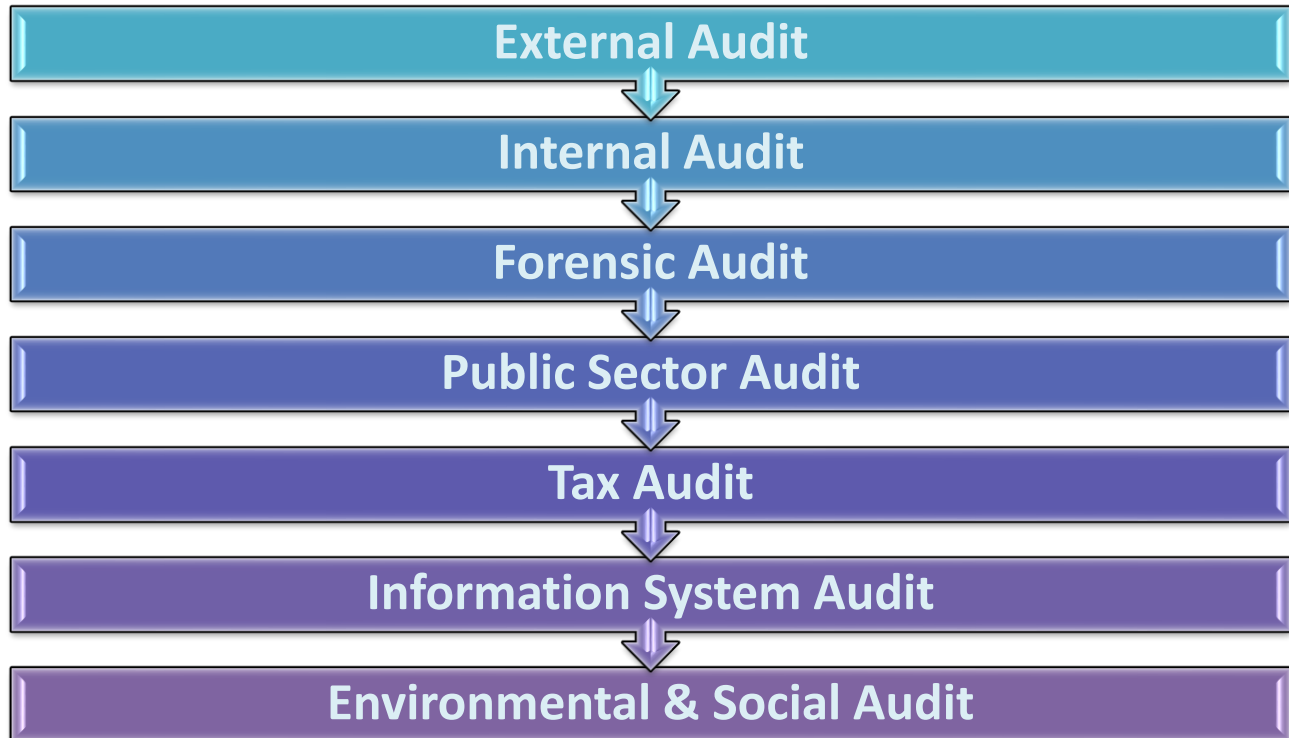 External Audit
Internal Audit
Forensic Audit
Public Sector Audit
Tax Audit
Information System Audit
Environmental & Social Audit